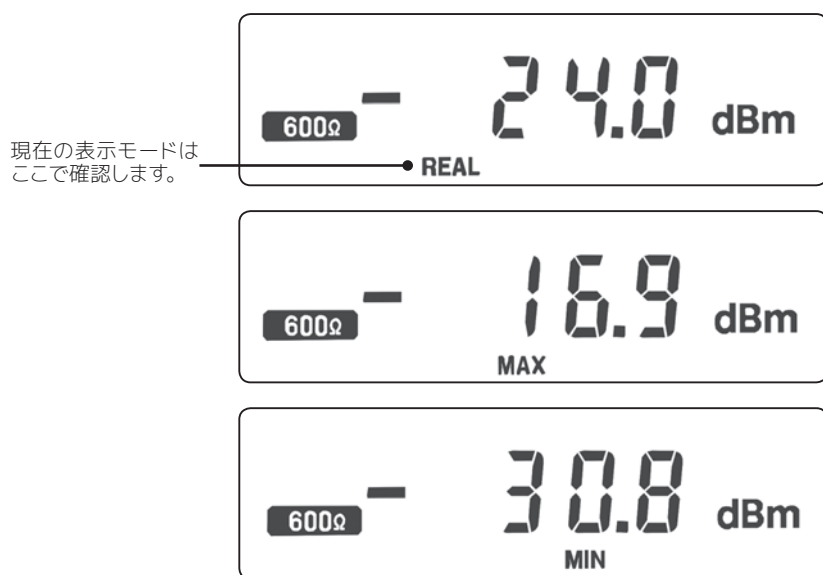 600Ω - 24.0 dBm
現在の表示モードは
ここで確認します。
REAL
600Ω - 16.9 dBm
MAX
600Ω - 30.8 dBm
MIN